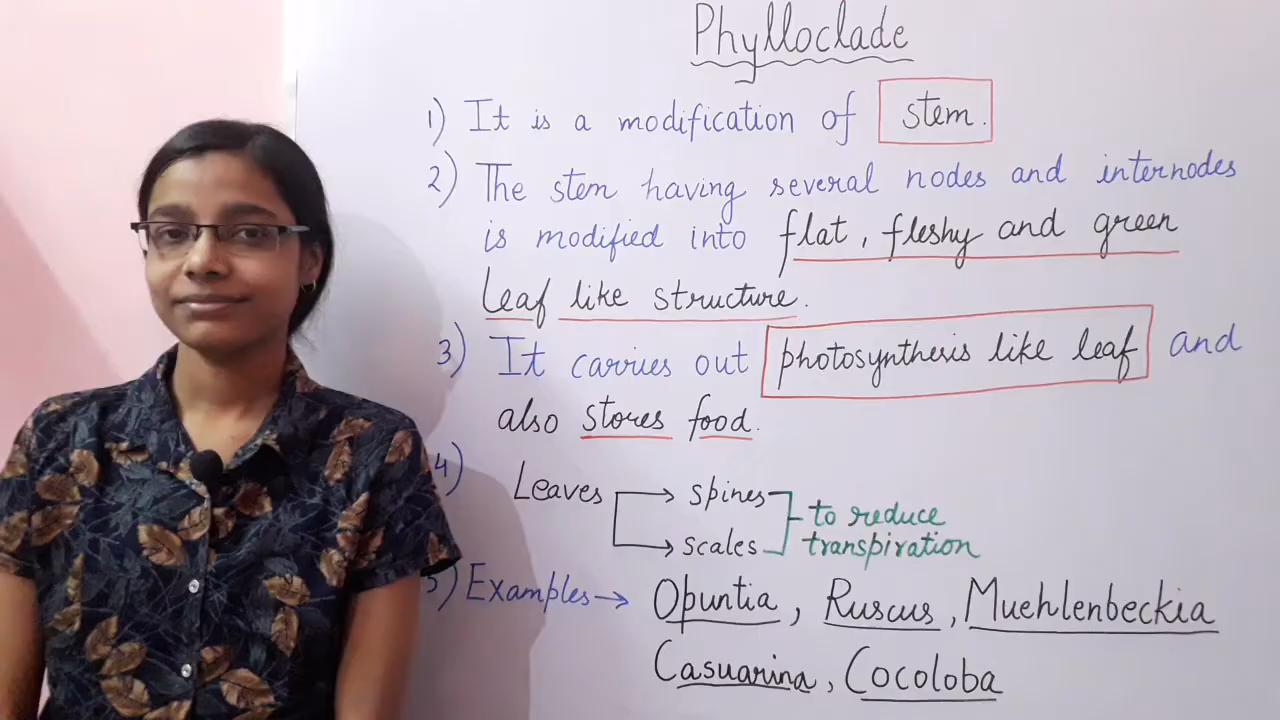 Phylloclade
1) It is a modification of stem.
2) The stem having several nodes and internodes
is modified into flat, fleshy and green
leaf like structure.
3) It carries out photosynthesis like leaf and
also stores food.
4) Leaves → spines
→ scales
to reduce
transpiration
5) Examples → Opuntia, Ruscus, Muehlenbeckia
Casuarina, Cocoloba